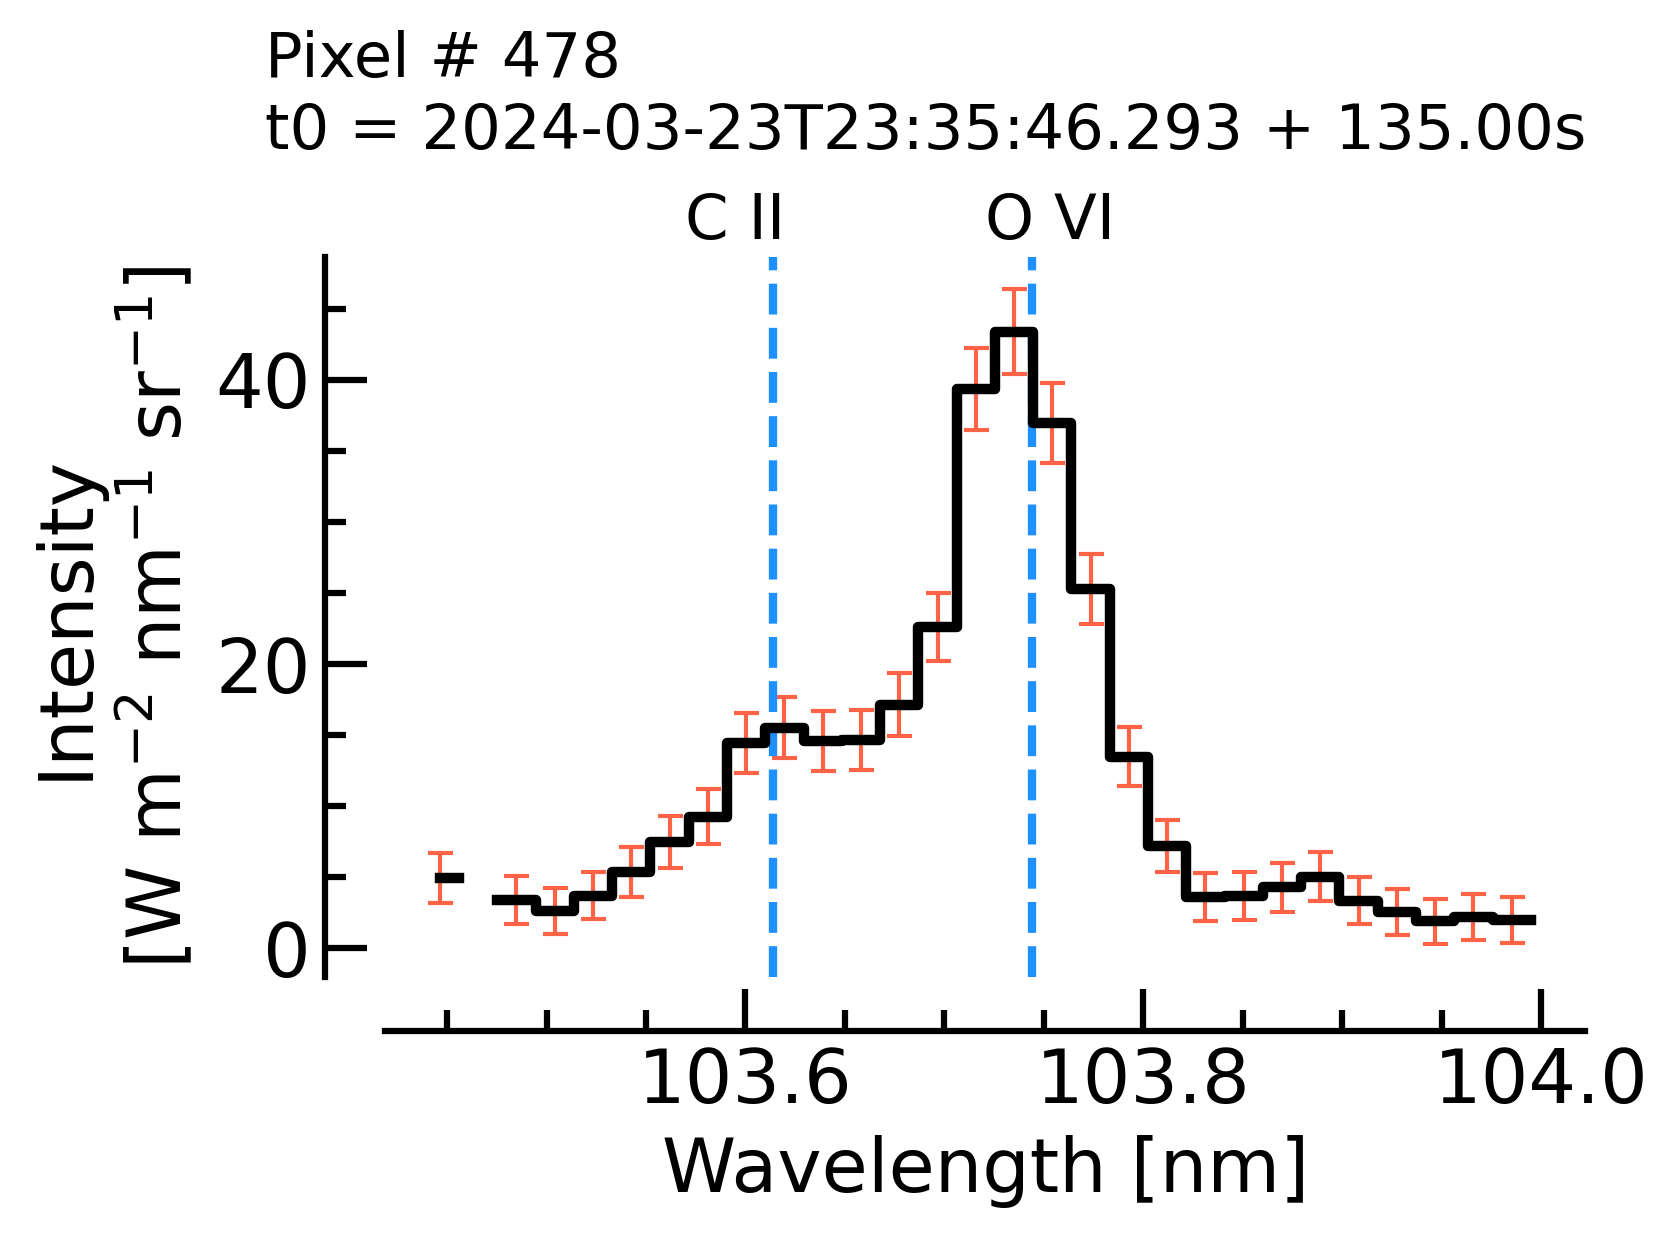 Pixel # 478
t0 = 2024-03-23T23:35:46.293 + 135.00s
C II
O VI
Intensity
[W m⁻² nm⁻¹ sr⁻¹]
40
20
0
103.6
103.8
104.0
Wavelength [nm]